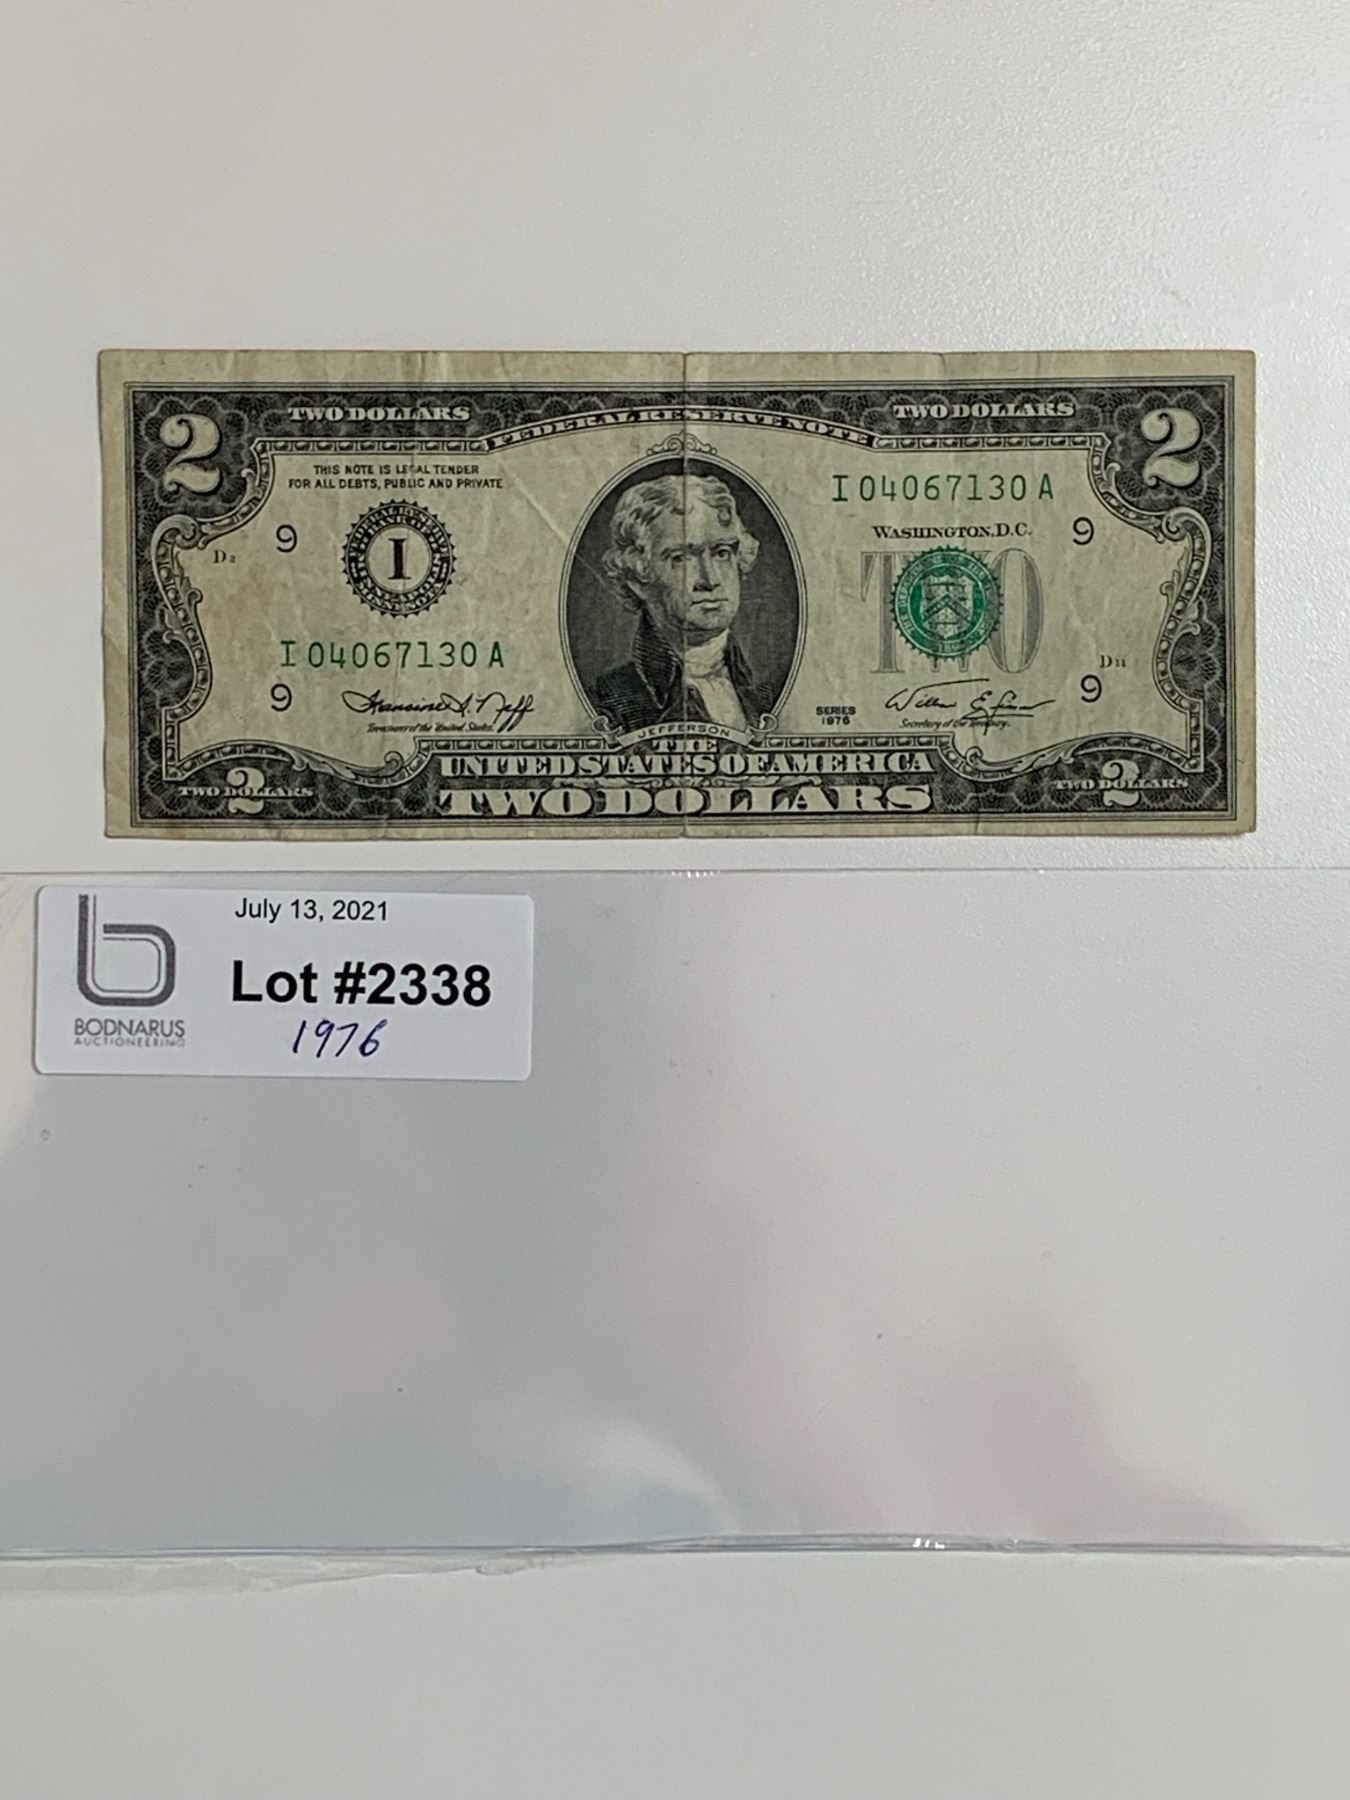 2 TWO DOLLARS FEDERAL RESERVE NOTE TWO DOLLARS 2
THIS NOTE IS LEGAL TENDER
FOR ALL DEBTS, PUBLIC AND PRIVATE
I 04067130 A
WASHINGTON, D.C.
9 9
I
TWO
I 04067130 A
9 9
Treasurer of the United States.
SERIES
1976
Secretary of the Treasury.
JEFFERSON
THE
UNITED STATES OF AMERICA
TWO DOLLARS 2 TWO DOLLARS TWO DOLLARS 2
July 13, 2021
Lot #2338
1976
BODNARUS
AUCTIONEERING